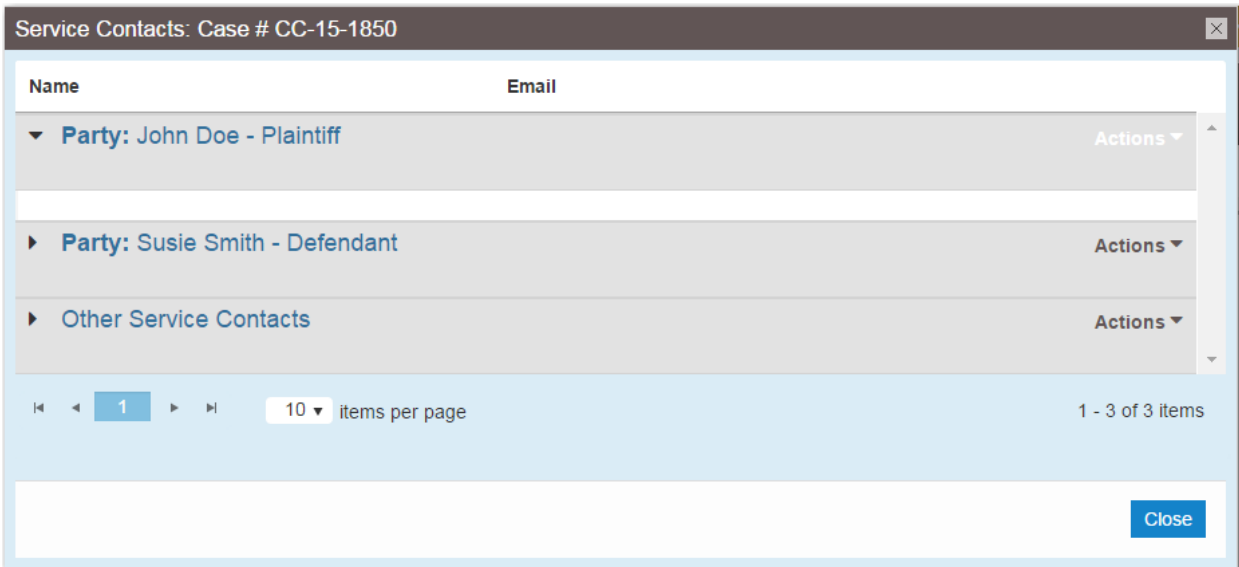 Service Contacts: Case # CC-15-1850
Name Email
Party: John Doe - Plaintiff Actions
Party: Susie Smith - Defendant Actions
Other Service Contacts Actions
1 10 items per page 1 - 3 of 3 items
Close